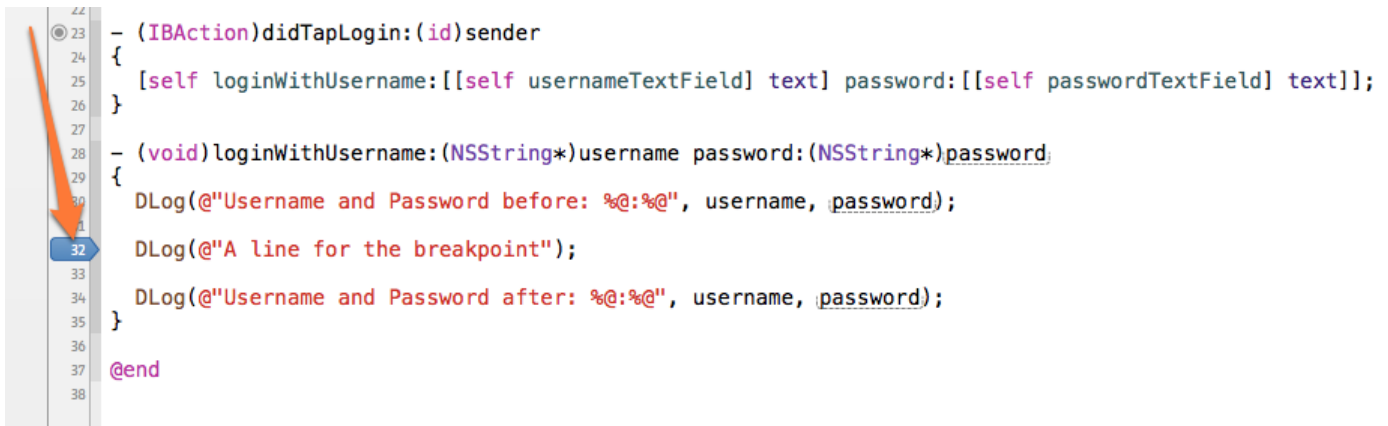 22
23 - (IBAction)didTapLogin:(id)sender
24 {
25 [self loginWithUsername:[[self usernameTextField] text] password:[[self passwordTextField] text]];
26 }
27
28 - (void)loginWithUsername:(NSString*)username password:(NSString*)password
29 {
30 DLog(@"Username and Password before: %@:%@", username, password);
31
32 DLog(@"A line for the breakpoint");
33
34 DLog(@"Username and Password after: %@:%@", username, password);
35 }
36
37 @end
38